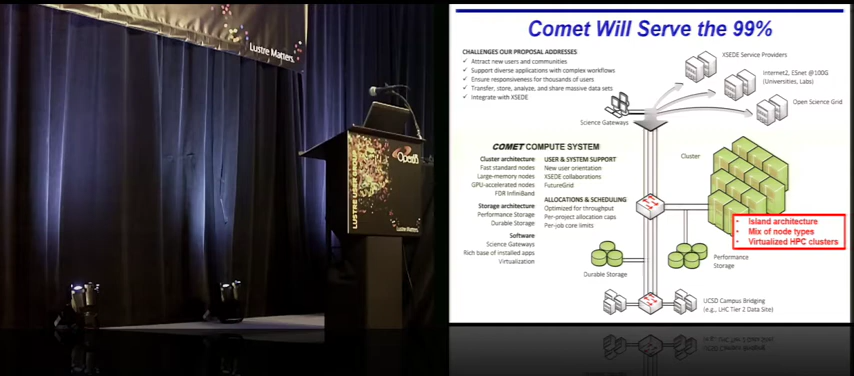 Lustre Matters.
OpenSFS
LUSTRE USER GROUP
Lustre Matters.
Comet Will Serve the 99%
CHALLENGES OUR PROPOSAL ADDRESSES
✓ Attract new users and communities
✓ Support diverse applications with complex workflows
✓ Ensure responsiveness for thousands of users
✓ Transfer, store, analyze, and share massive data sets
✓ Integrate with XSEDE
XSEDE Service Providers
Internet2, ESnet @100G
(Universities, Labs)
Open Science Grid
Science Gateways
COMET COMPUTE SYSTEM
Cluster architecture
Fast standard nodes
Large-memory nodes
GPU-accelerated nodes
FDR InfiniBand
Storage architecture
Performance Storage
Durable Storage
Software
Science Gateways
Rich base of installed apps
Virtualization
USER & SYSTEM SUPPORT
New user orientation
XSEDE collaborations
FutureGrid
ALLOCATIONS & SCHEDULING
Optimized for throughput
Per-project allocation caps
Per-job core limits
Cluster
• Island architecture
• Mix of node types
• Virtualized HPC clusters
Performance
Storage
Durable Storage
UCSD Campus Bridging
(e.g., LHC Tier 2 Data Site)